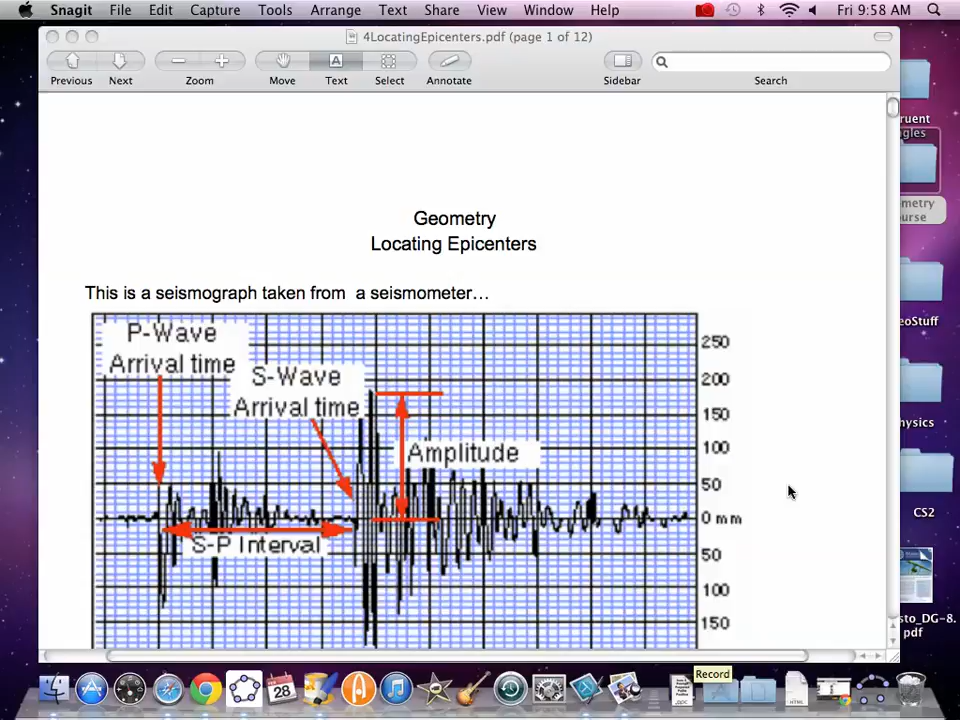 Snagit File Edit Capture Tools Arrange Text Share View Window Help Fri 9:58 AM
4LocatingEpicenters.pdf (page 1 of 12)
Previous Next Zoom Move Text Select Annotate Sidebar Search
Geometry
Locating Epicenters
This is a seismograph taken from a seismometer…
P-Wave
Arrival time
S-Wave
Arrival time
Amplitude
S-P Interval
250
200
150
100
50
0 mm
50
100
150
ruent
gles
metry
ourse
eoStuff
hysics
CS2
sto_DG-8.
pdf
Record
28